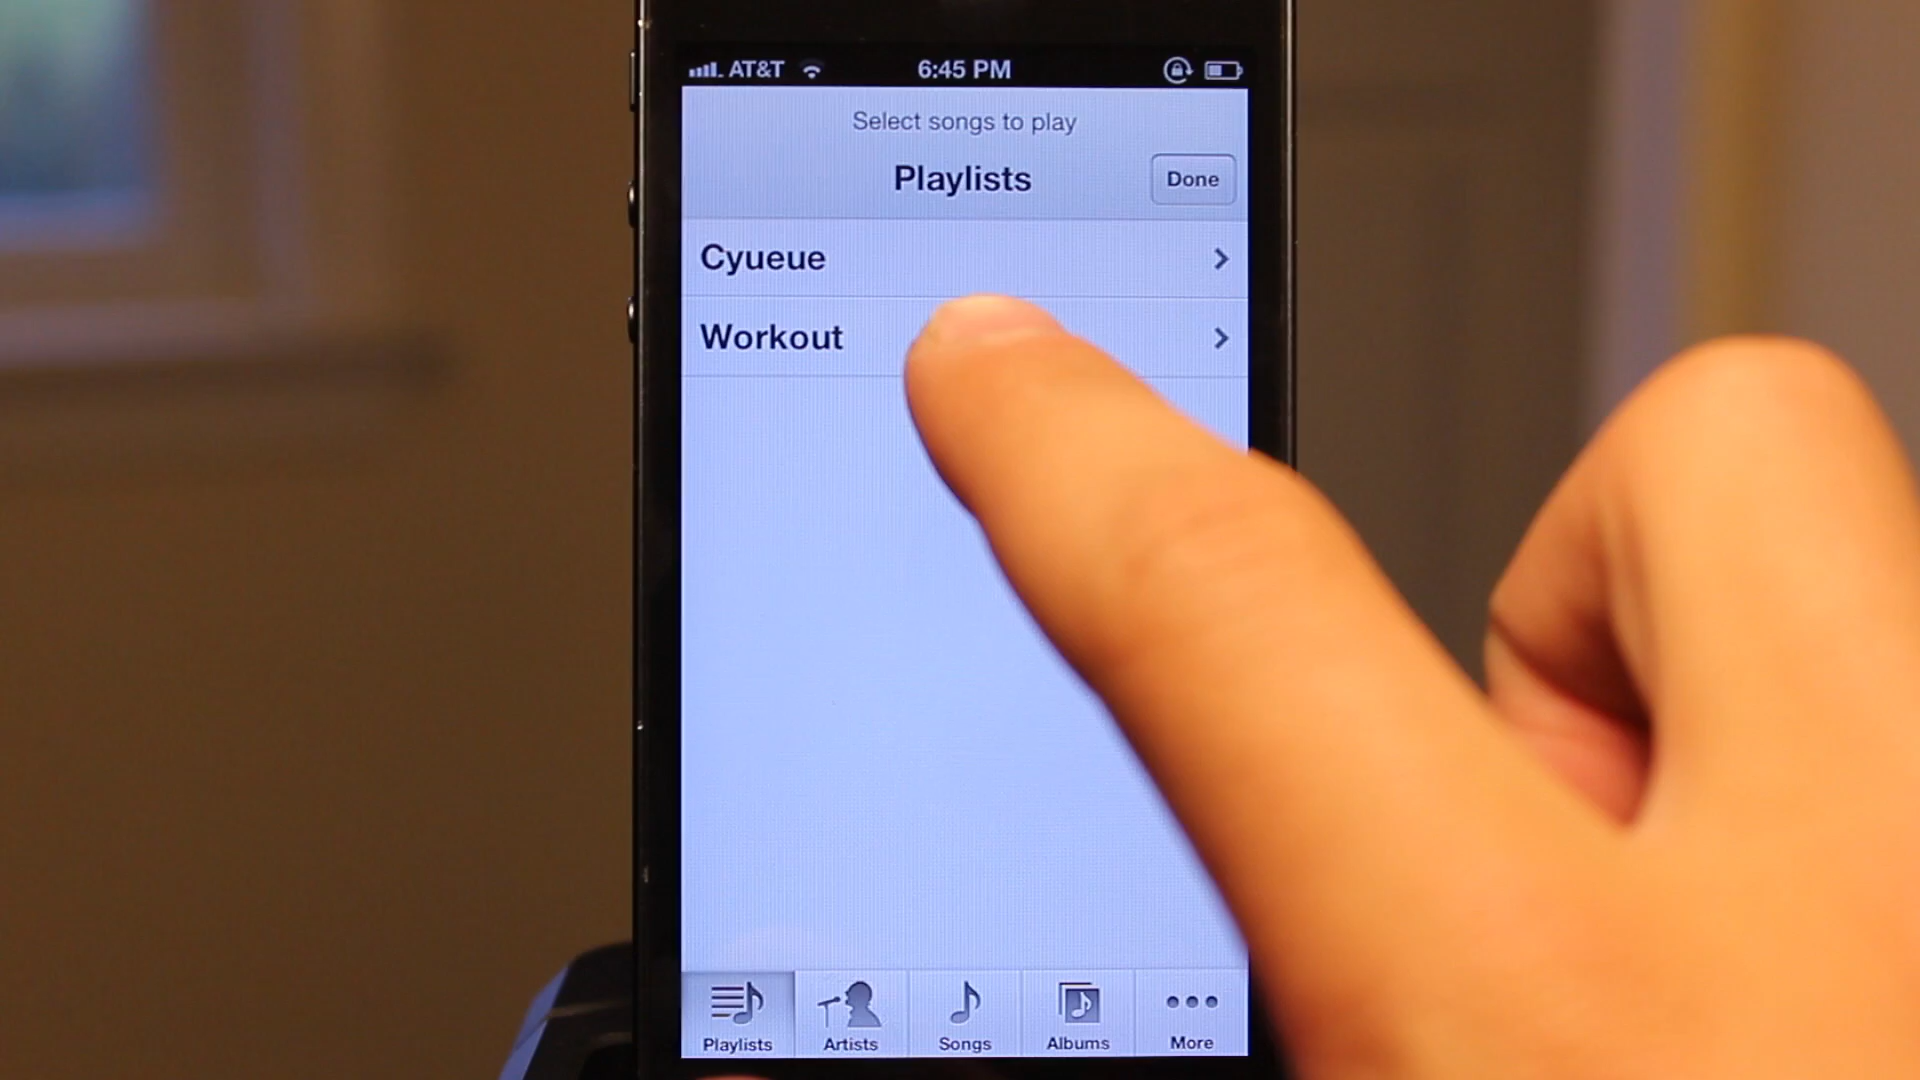 AT&T 6:45 PM
Select songs to play
Playlists
Done
Cyueue
Workout
Playlists Artists Songs Albums More